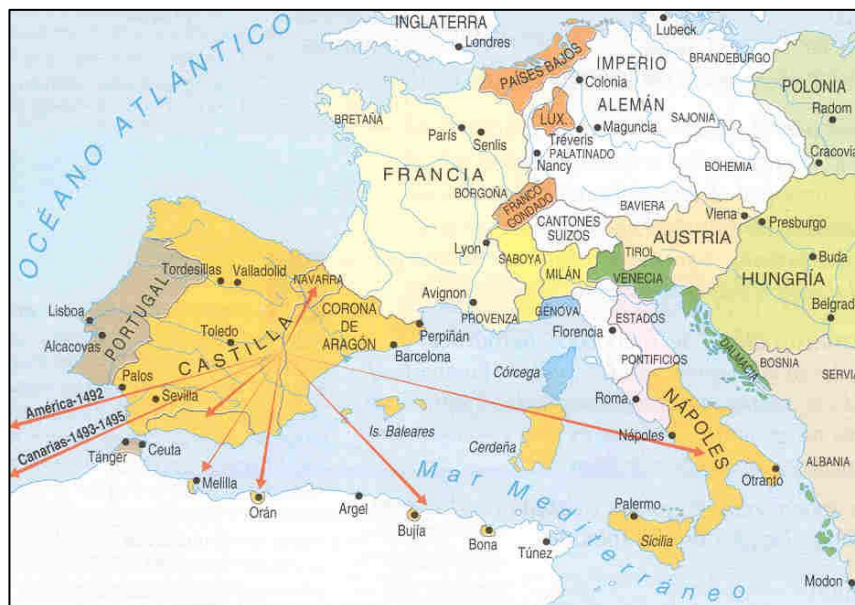 INGLATERRA
Londres
Lubeck
BRANDEBURGO
PAÍSES BAJOS
IMPERIO
ALEMÁN
Colonia
POLONIA
Radom
OCÉANO ATLÁNTICO
BRETAÑA
París
Senlis
LUX.
Tréveris
Maguncia
SAJONIA
PALATINADO
Nancy
Cracovia
BOHEMIA
FRANCIA
BORGOÑA
FRANCO
CONDADO
BAVIERA
Viena
Presburgo
CANTONES
SUIZOS
AUSTRIA
Buda
Lyon
SABOYA
MILÁN
TIROL
VENECIA
HUNGRÍA
Belgrad
Tordesillas
Valladolid
NAVARRA
Avignon
PROVENZA
GENOVA
ESTADOS
PONTIFICIOS
Florencia
DALMACIA
BOSNIA
SERVI
PORTUGAL
Lisboa
Alcacovas
Toledo
CASTILLA
CORONA
DE
ARAGÓN
Perpiñán
Barcelona
Córcega
Roma
Palos
Sevilla
América-1492
Canarias-1493-1495
Is. Baleares
Cerdeña
Nápoles
NÁPOLES
Otranto
ALBANIA
Tánger
Ceuta
Melilla
Orán
Argel
Bujía
Bona
Túnez
Mar Mediterráneo
Palermo
Sicilia
Modon